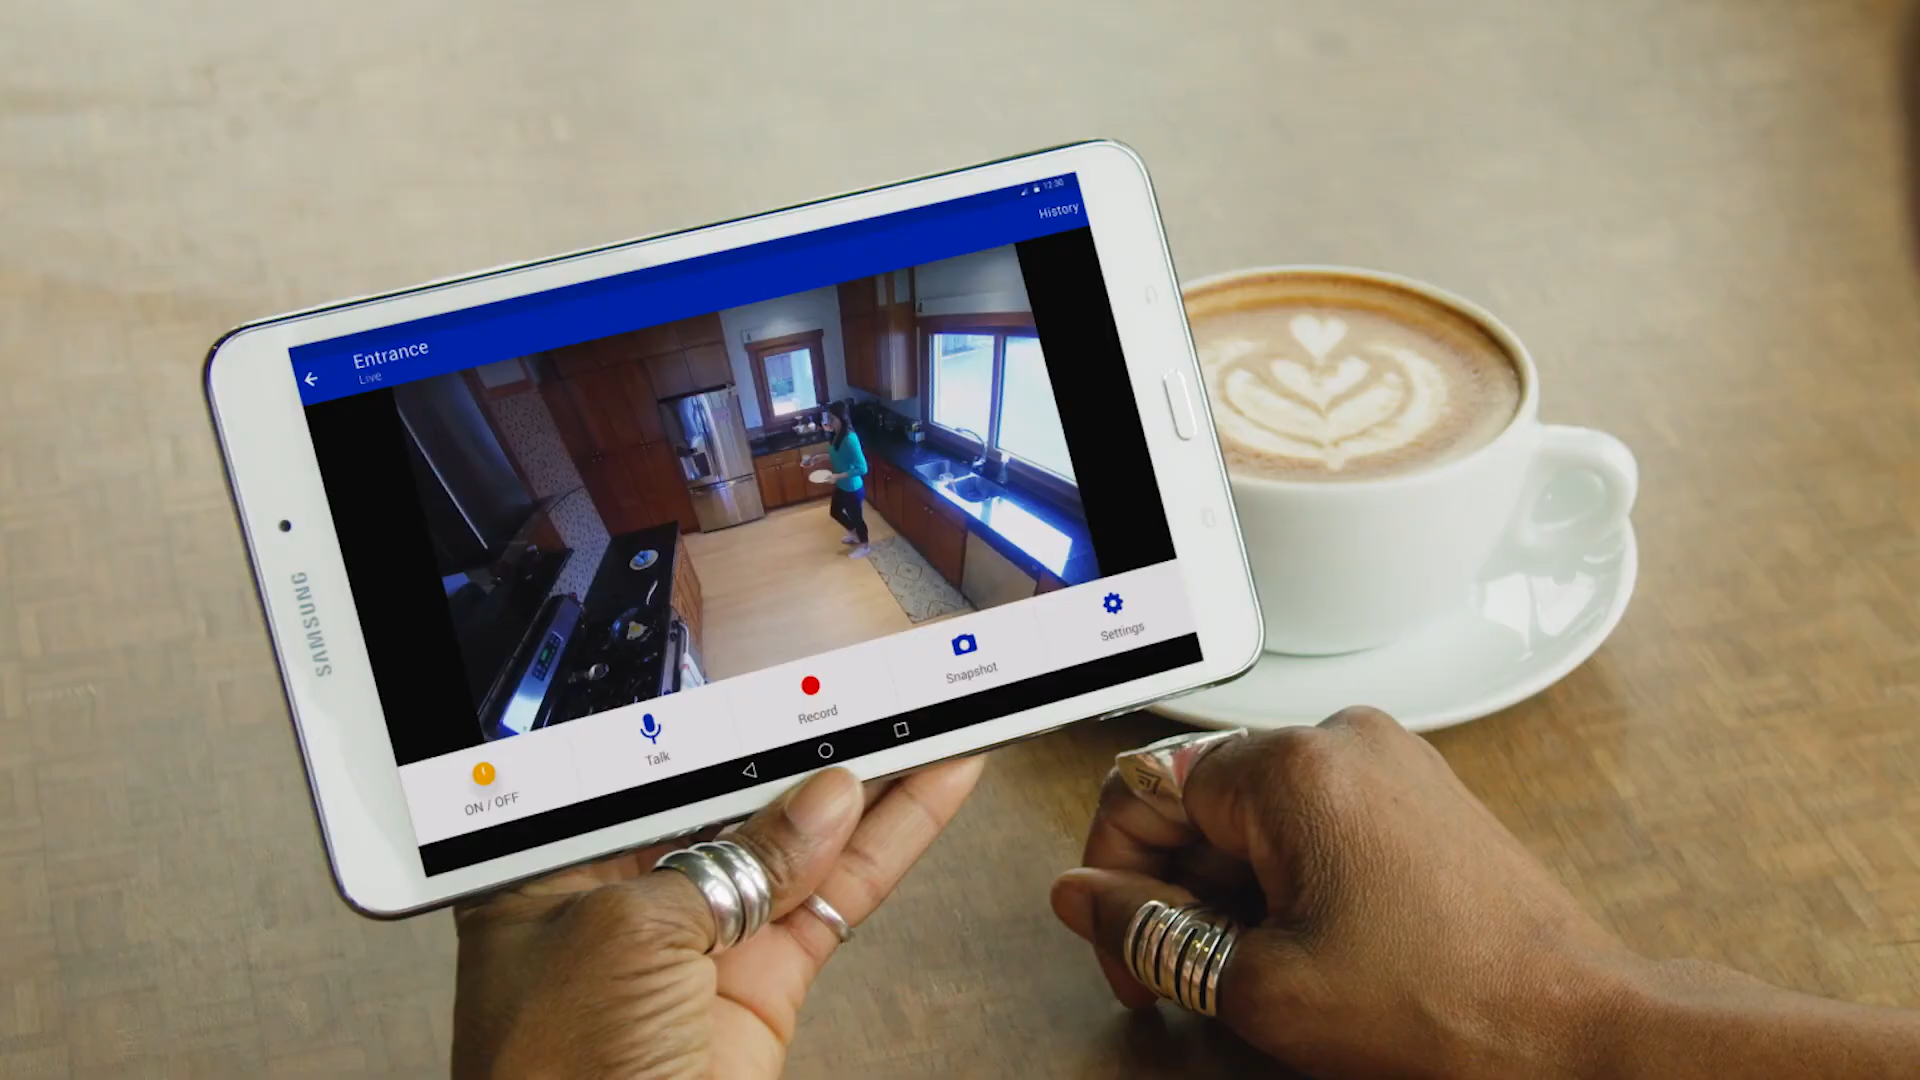 12:30
History
Entrance
Live
SAMSUNG
ON / OFF
Talk
Record
Snapshot
Settings